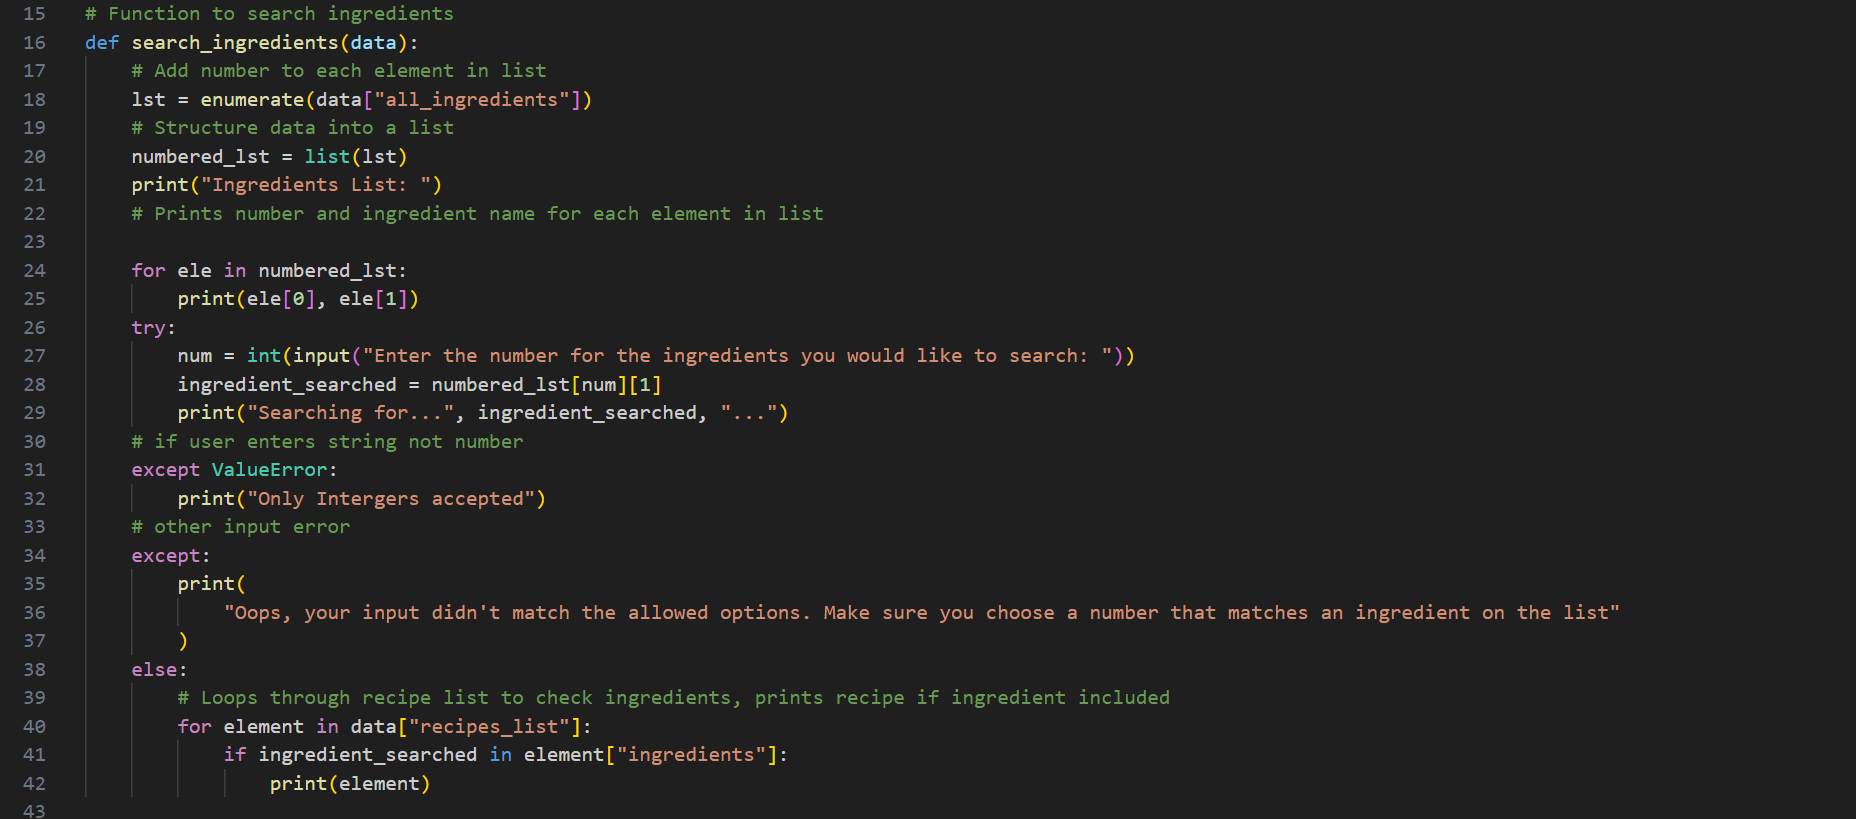 15 # Function to search ingredients
16 def search_ingredients(data):
17     # Add number to each element in list
18     lst = enumerate(data["all_ingredients"])
19     # Structure data into a list
20     numbered_lst = list(lst)
21     print("Ingredients List: ")
22     # Prints number and ingredient name for each element in list
23
24     for ele in numbered_lst:
25         print(ele[0], ele[1])
26     try:
27         num = int(input("Enter the number for the ingredients you would like to search: "))
28         ingredient_searched = numbered_lst[num][1]
29         print("Searching for...", ingredient_searched, "...")
30     # if user enters string not number
31     except ValueError:
32         print("Only Intergers accepted")
33     # other input error
34     except:
35         print(
36             "Oops, your input didn't match the allowed options. Make sure you choose a number that matches an ingredient on the list"
37         )
38     else:
39         # Loops through recipe list to check ingredients, prints recipe if ingredient included
40         for element in data["recipes_list"]:
41             if ingredient_searched in element["ingredients"]:
42                 print(element)
43